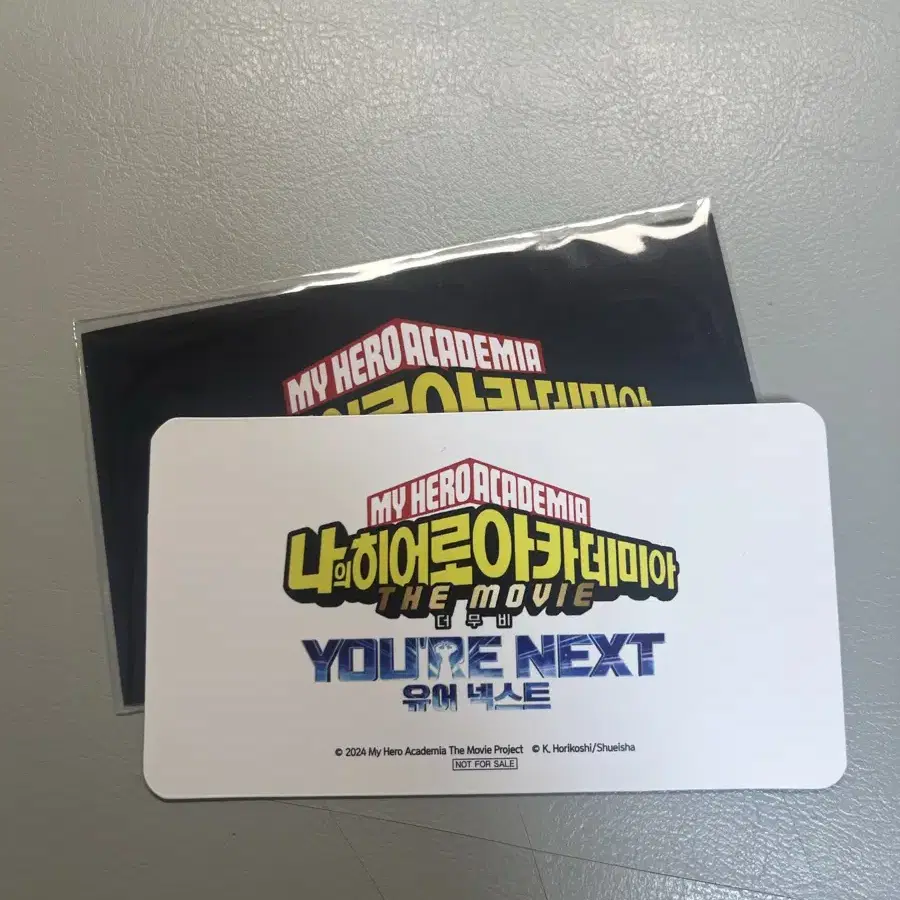 MY HERO ACADEMIA
나의 히어로 아카데미아
MY HERO ACADEMIA
나의 히어로 아카데미아
THE MOVIE
더 무비
YOU'RE NEXT
유어 넥스트
© 2024 My Hero Academia The Movie Project © K. Horikoshi/Shueisha
NOT FOR SALE